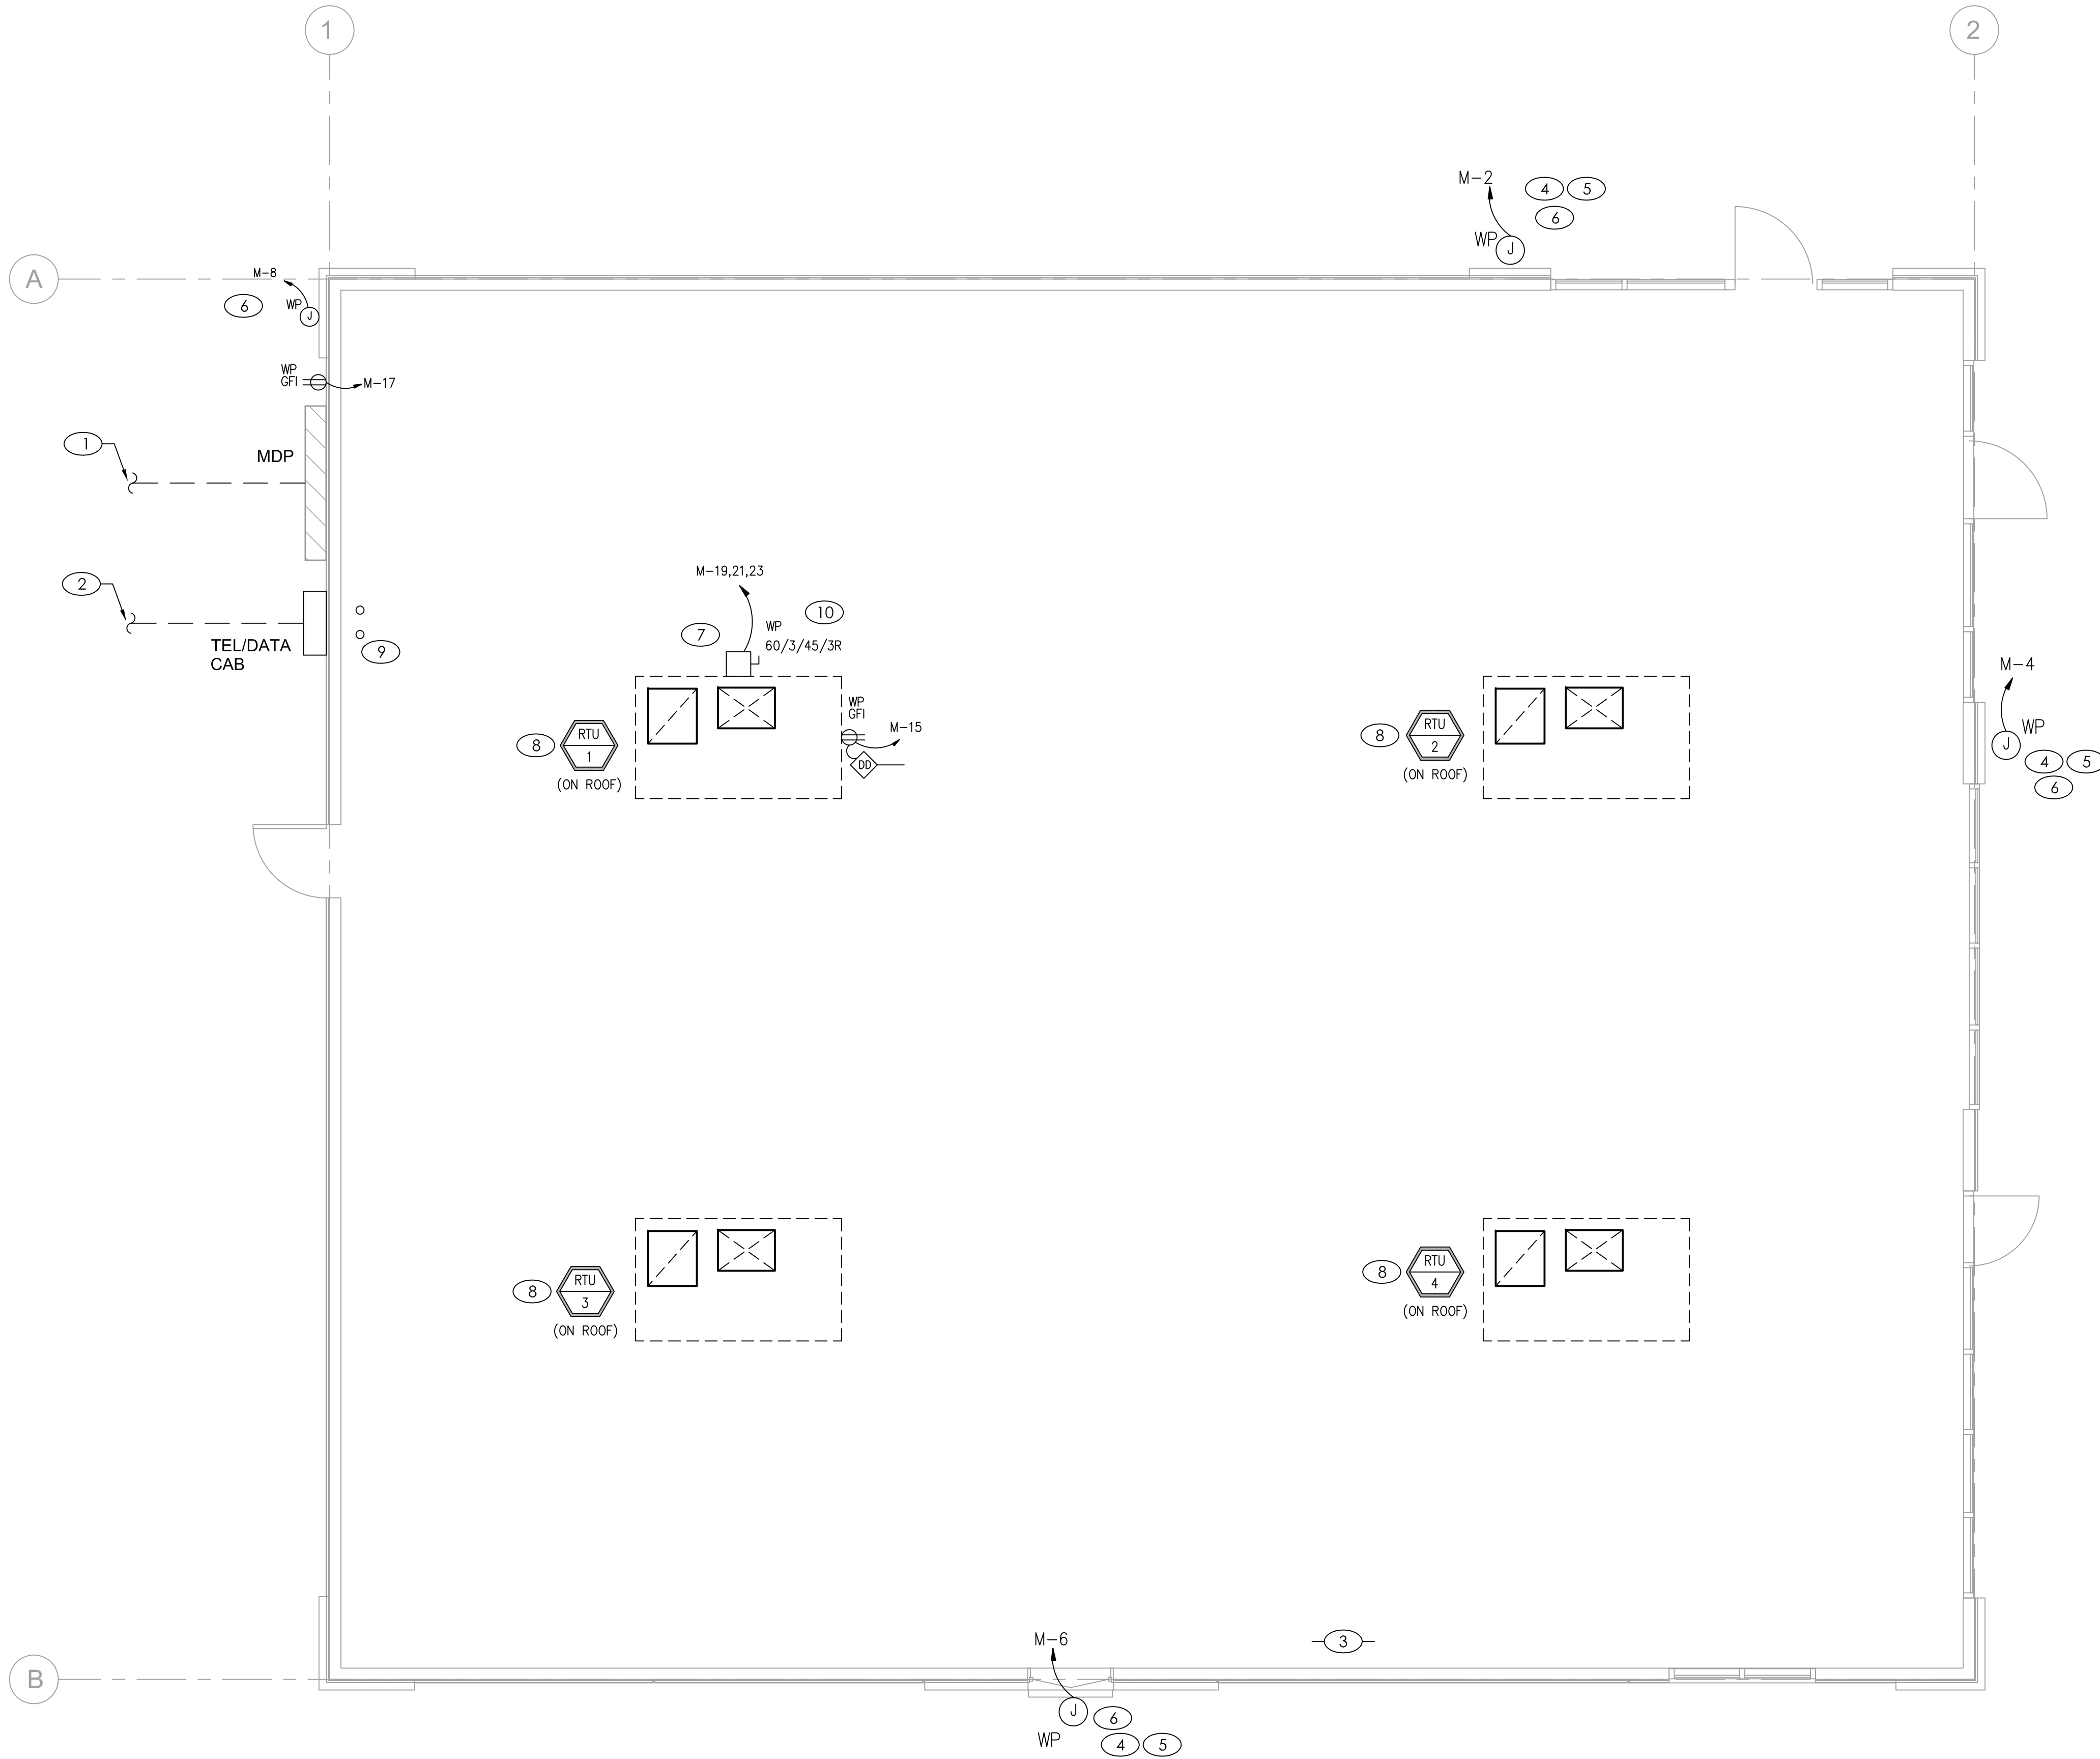 1
2
M-2
4 5
6
WP J
A
M-8
6
WP
J
WP
GFI
M-17
1
MDP
2
TEL/DATA
CAB
9
M-19,21,23
10
7
WP
60/3/45/3R
WP
GFI
M-15
DD
8
RTU
1
(ON ROOF)
8
RTU
2
(ON ROOF)
M-4
WP
J
4 5
6
8
RTU
3
(ON ROOF)
8
RTU
4
(ON ROOF)
M-6
3
B
J 6
WP
4 5